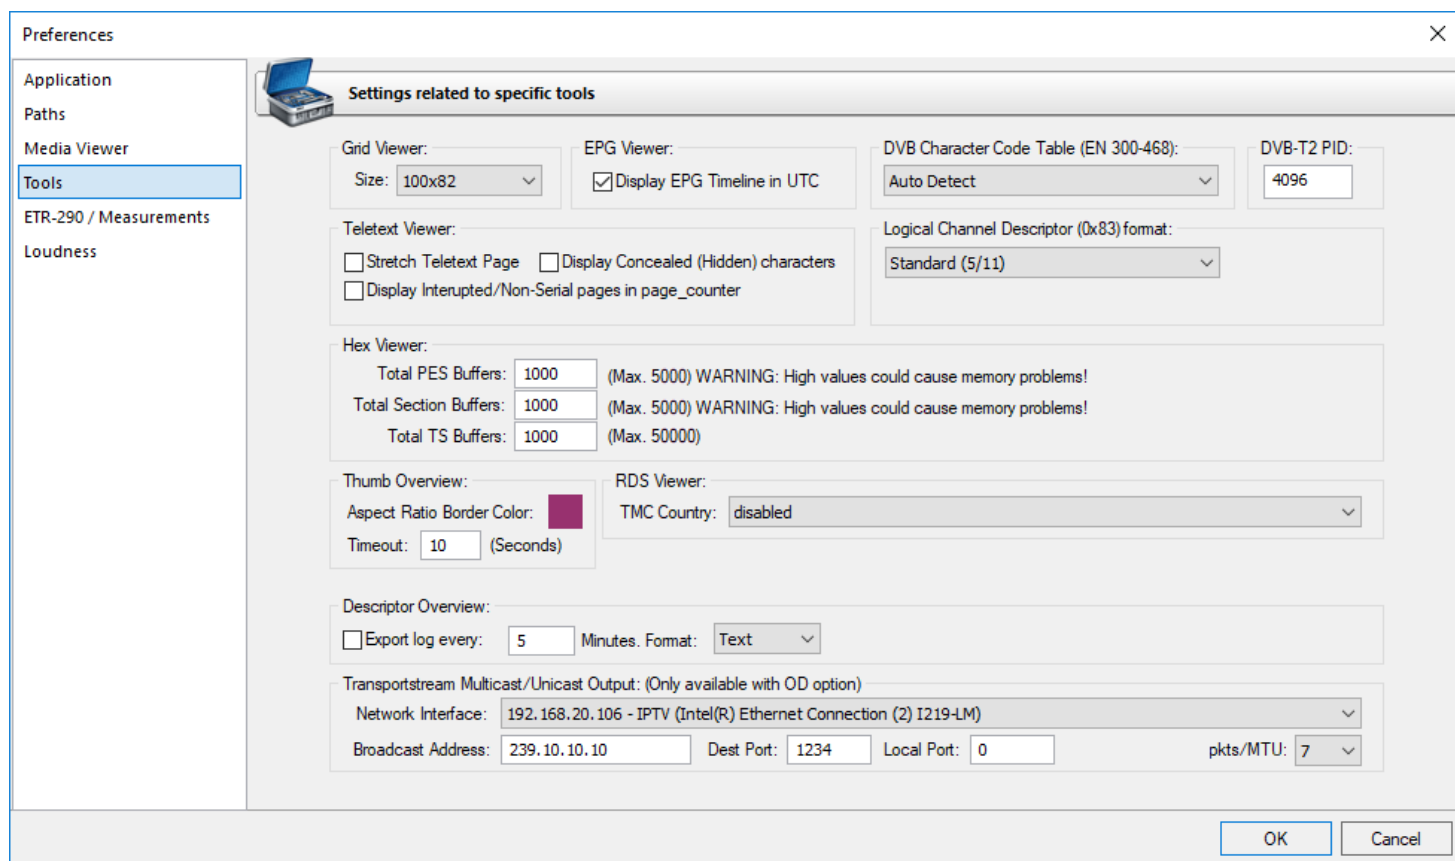 Preferences
Application
Paths
Media Viewer
Tools
ETR-290 / Measurements
Loudness
Settings related to specific tools
Grid Viewer:
Size: 100x82
EPG Viewer:
Display EPG Timeline in UTC
DVB Character Code Table (EN 300-468):
Auto Detect
DVB-T2 PID:
4096
Teletext Viewer:
Stretch Teletext Page Display Concealed (Hidden) characters
Display Interupted/Non-Serial pages in page_counter
Logical Channel Descriptor (0x83) format:
Standard (5/11)
Hex Viewer:
Total PES Buffers: 1000 (Max. 5000) WARNING: High values could cause memory problems!
Total Section Buffers: 1000 (Max. 5000) WARNING: High values could cause memory problems!
Total TS Buffers: 1000 (Max. 50000)
Thumb Overview:
Aspect Ratio Border Color:
Timeout: 10 (Seconds)
RDS Viewer:
TMC Country: disabled
Descriptor Overview:
Export log every: 5 Minutes. Format: Text
Transportstream Multicast/Unicast Output: (Only available with OD option)
Network Interface: 192.168.20.106 - IPTV (Intel(R) Ethernet Connection (2) I219-LM)
Broadcast Address: 239.10.10.10 Dest Port: 1234 Local Port: 0 pkts/MTU: 7
OK Cancel